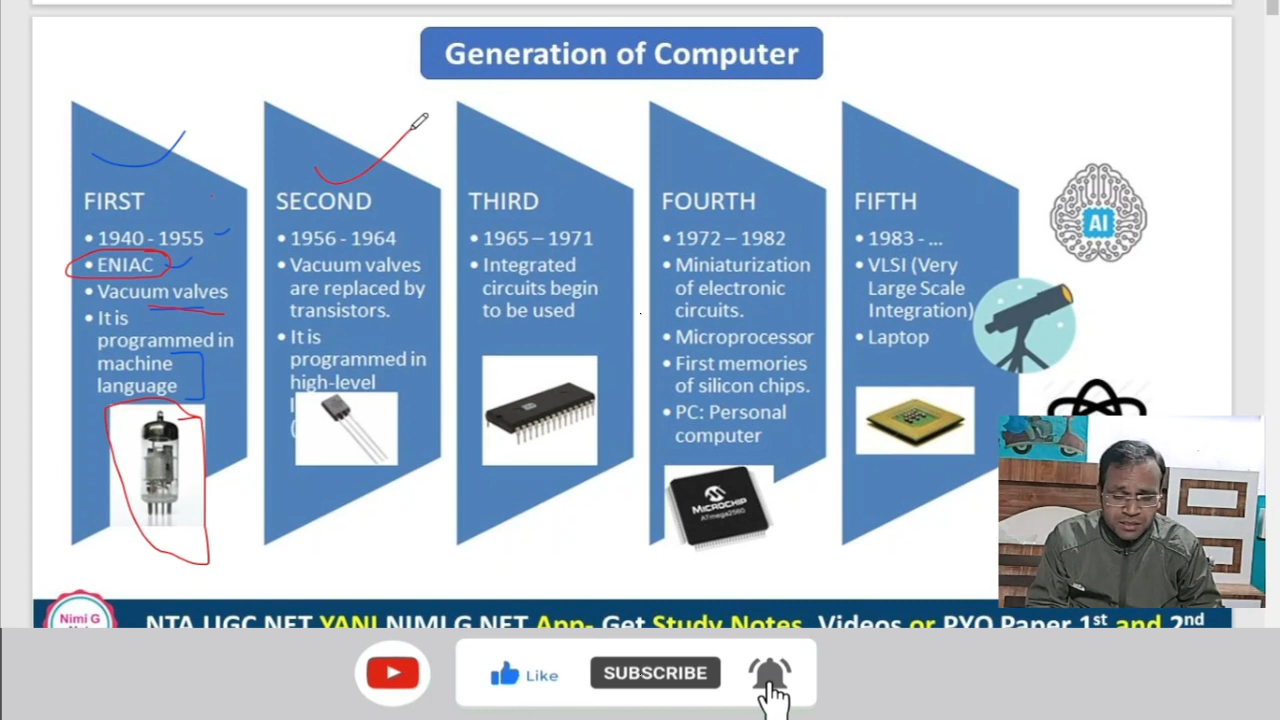 Generation of Computer
FIRST
• 1940 - 1955
• ENIAC
• Vacuum valves
• It is
programmed in
machine
language
SECOND
• 1956 - 1964
• Vacuum valves
are replaced by
transistors.
• It is
programmed in
high-level
(
THIRD
• 1965 – 1971
• Integrated
circuits begin
to be used
FOURTH
• 1972 – 1982
• Miniaturization
of electronic
circuits.
• Microprocessor
• First memories
of silicon chips.
• PC: Personal
computer
MICROCHIP
ATmega2560
FIFTH
• 1983 - ...
• VLSI (Very
Large Scale
Integration)
• Laptop
AI
Nimi G
NTA UGC NET YANI NIMI G NET App- Get Study Notes, Videos or PYQ Paper 1st and 2nd
Like
SUBSCRIBE